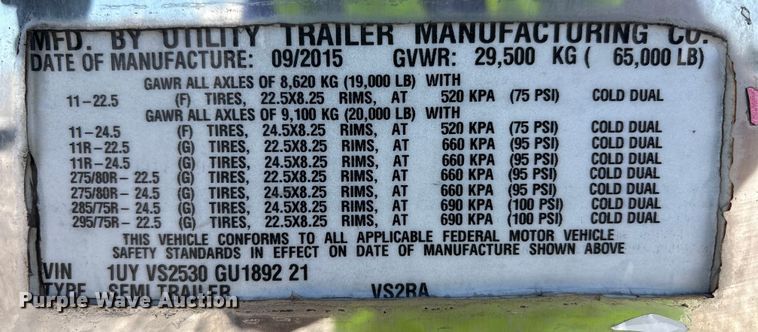 MFD. BY UTILITY TRAILER MANUFACTURING CO.
DATE OF MANUFACTURE: 09/2015 GVWR: 29,500 KG ( 65,000 LB)
GAWR ALL AXLES OF 8,620 KG (19,000 LB) WITH
11-22.5 (F) TIRES, 22.5X8.25 RIMS, AT 520 KPA (75 PSI) COLD DUAL
GAWR ALL AXLES OF 9,100 KG (20,000 LB) WITH
11-24.5 (F) TIRES, 24.5X8.25 RIMS, AT 520 KPA (75 PSI) COLD DUAL
11R-22.5 (G) TIRES, 22.5X8.25 RIMS, AT 660 KPA (95 PSI) COLD DUAL
11R-24.5 (G) TIRES, 24.5X8.25 RIMS, AT 660 KPA (95 PSI) COLD DUAL
275/80R-22.5 (G) TIRES, 22.5X8.25 RIMS, AT 660 KPA (95 PSI) COLD DUAL
275/80R-24.5 (G) TIRES, 24.5X8.25 RIMS, AT 660 KPA (95 PSI) COLD DUAL
285/75R-24.5 (G) TIRES, 24.5X8.25 RIMS, AT 690 KPA (100 PSI) COLD DUAL
295/75R-22.5 (G) TIRES, 22.5X8.25 RIMS, AT 690 KPA (100 PSI) COLD DUAL
THIS VEHICLE CONFORMS TO ALL APPLICABLE FEDERAL MOTOR VEHICLE
SAFETY STANDARDS IN EFFECT ON DATE OF MANUFACTURE SHOWN ABOVE
VIN 1UY VS2530 GU1892 21
TYPE SEMI TRAILER VS2RA
Purple Wave Auction